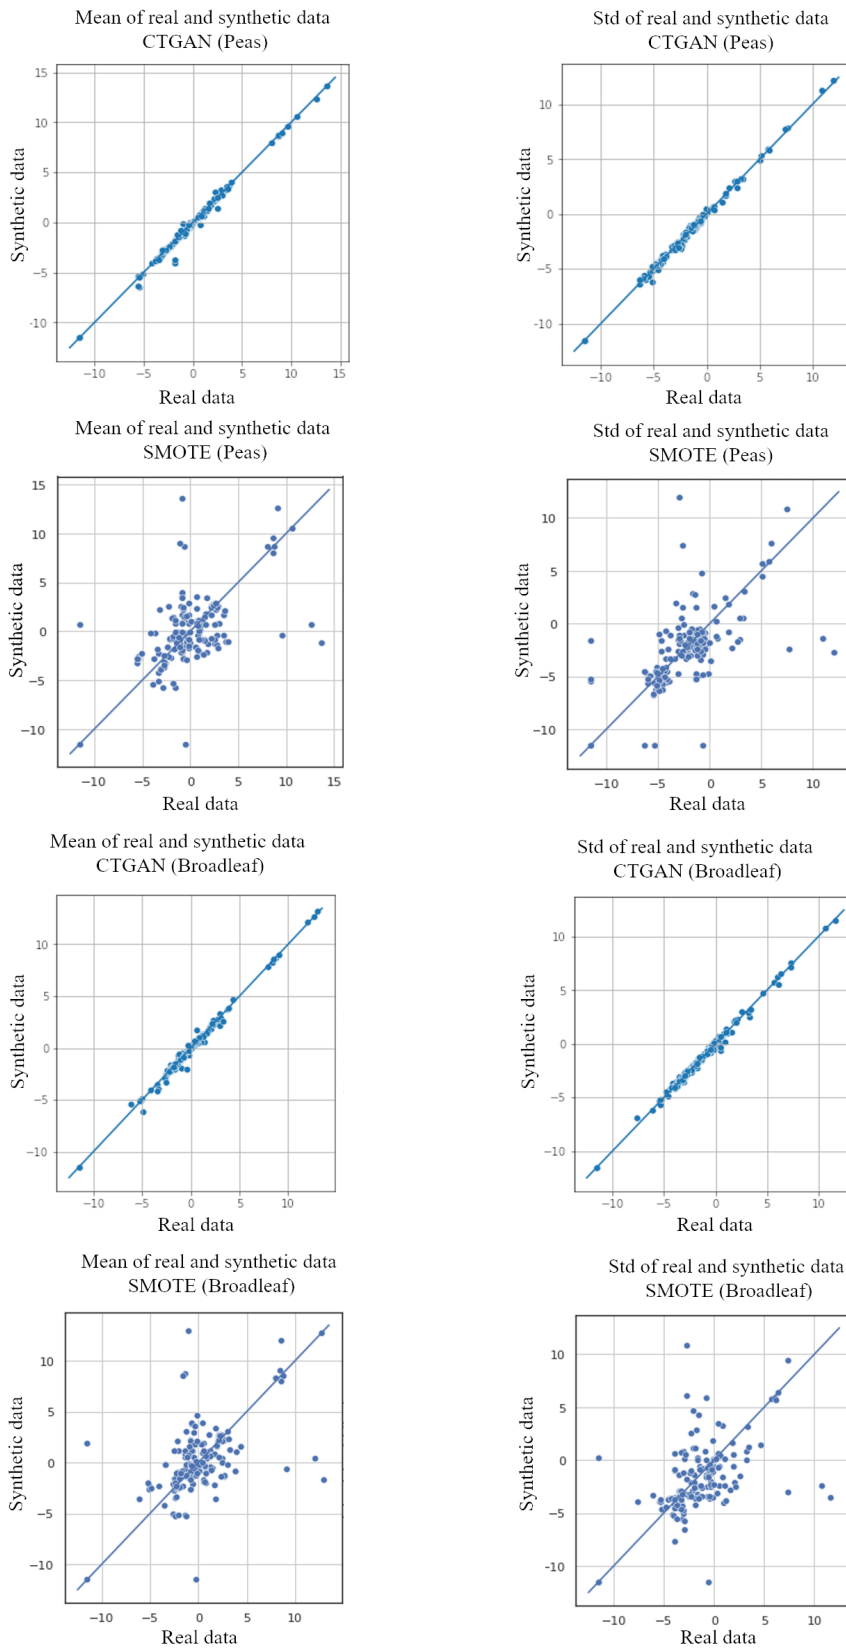 Mean of real and synthetic data
CTGAN (Peas)
15
10
5
0
-5
-10
-10
-5
0
5
10
15
Synthetic data
Real data
Std of real and synthetic data
CTGAN (Peas)
10
5
0
-5
-10
-10
-5
0
5
10
Synthetic data
Real data
Mean of real and synthetic data
SMOTE (Peas)
15
10
5
0
−5
−10
−10
−5
0
5
10
15
Synthetic data
Real data
Std of real and synthetic data
SMOTE (Peas)
10
5
0
−5
−10
−10
−5
0
5
10
Synthetic data
Real data
Mean of real and synthetic data
CTGAN (Broadleaf)
10
5
0
−5
−10
−10
−5
0
5
10
Synthetic data
Real data
Std of real and synthetic data
CTGAN (Broadleaf)
10
5
0
−5
−10
−10
−5
0
5
10
Synthetic data
Real data
Mean of real and synthetic data
SMOTE (Broadleaf)
10
5
0
−5
−10
−10
−5
0
5
10
Synthetic data
Real data
Std of real and synthetic data
SMOTE (Broadleaf)
10
5
0
−5
−10
−10
−5
0
5
10
Synthetic data
Real data